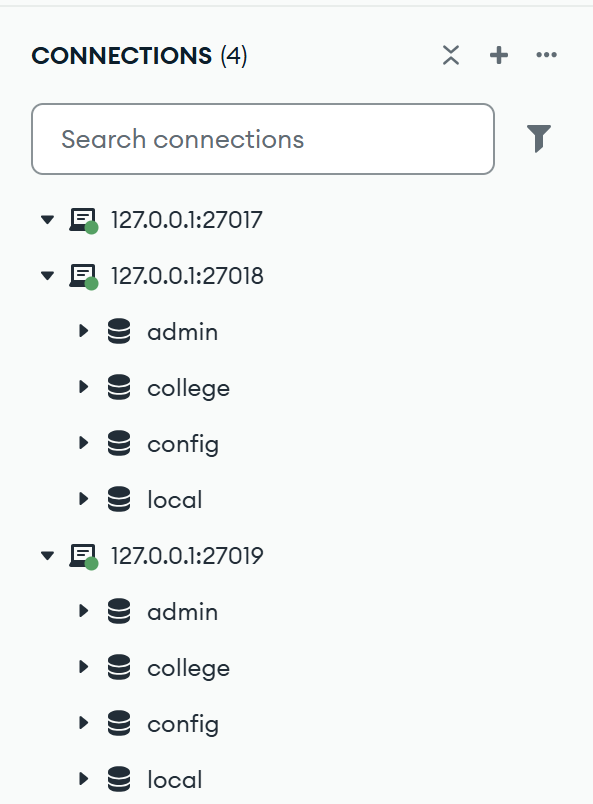 CONNECTIONS (4)
Search connections
127.0.0.1:27017
127.0.0.1:27018
admin
college
config
local
127.0.0.1:27019
admin
college
config
local